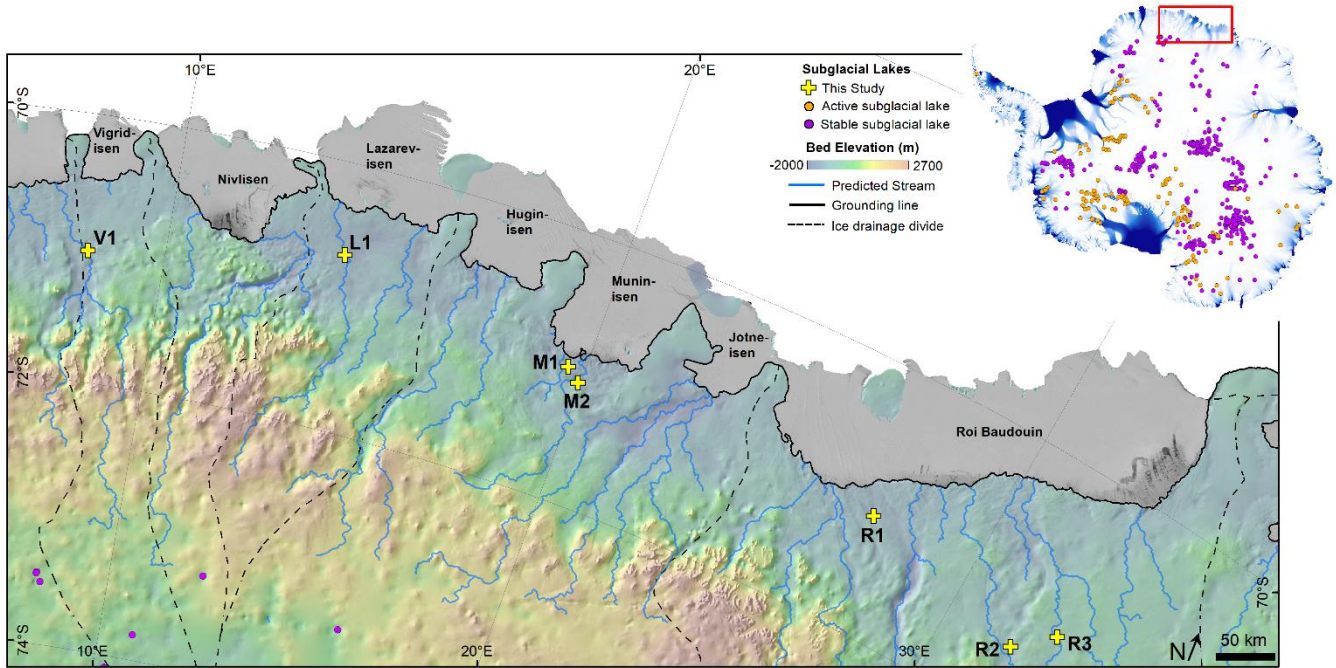 10°E
20°E
70°S
Subglacial Lakes
This Study
Active subglacial lake
Stable subglacial lake
Bed Elevation (m)
-2000
2700
Predicted Stream
Grounding line
Ice drainage divide
Vigrid-
isen
Nivlisen
Lazarev-
isen
Hugin-
isen
Munin-
isen
Jotne-
isen
Roi Baudouin
V1
L1
M1
M2
R1
R2
R3
72°S
74°S
70°S
10°E
20°E
30°E
N
50 km